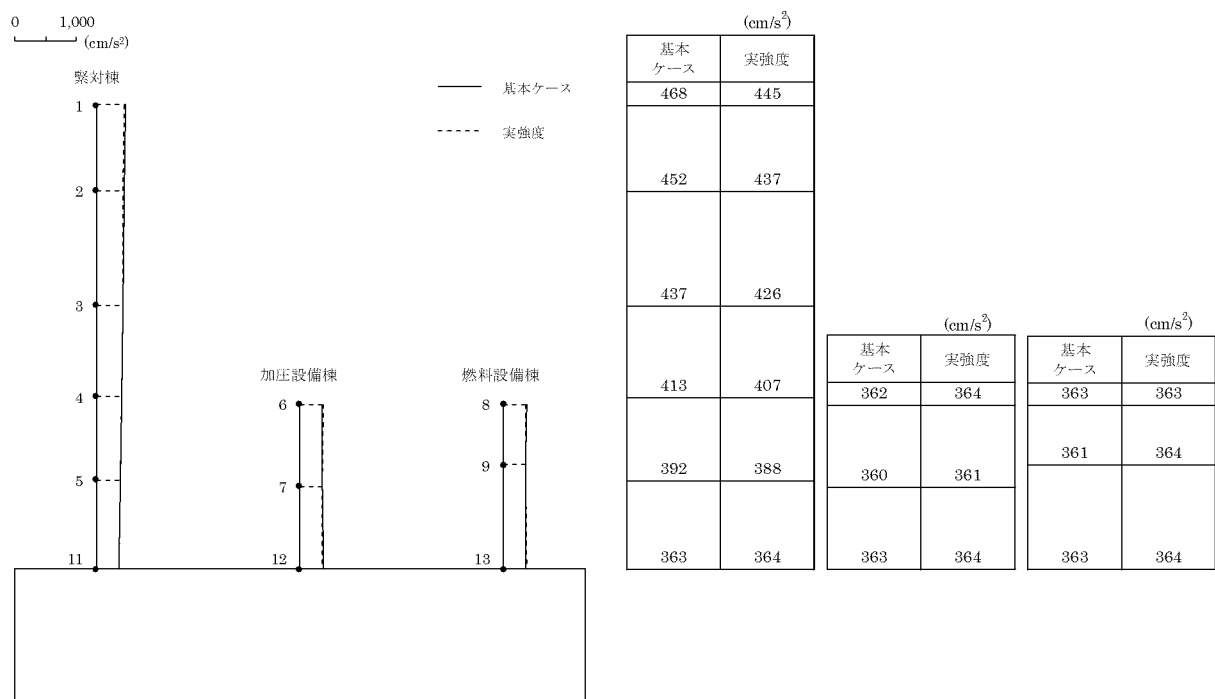 0 1,000
(cm/s²)
緊対棟
1
2
3
4
5
11
基本ケース
実強度
加圧設備棟
6
7
12
燃料設備棟
8
9
13
(cm/s²)
基本
ケース
実強度
468 445
452 437
437 426
413 407
392 388
363 364
(cm/s²)
基本
ケース
実強度
362 364
360 361
363 364
(cm/s²)
基本
ケース
実強度
363 363
361 364
363 364